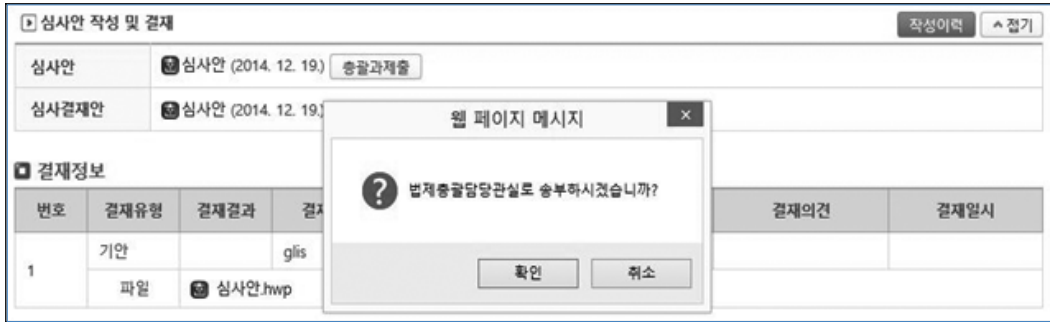 심사안 작성 및 결재
작성이력 접기
심사안 심사안 (2014. 12. 19.) 총괄과제출
심사결재안 심사안 (2014. 12. 19.)
웹 페이지 메시지
법제총괄담당관실로 송부하시겠습니까?
확인 취소
결재정보
번호 결재유형 결재결과 결재의견 결재일시
1
기안 glis
파일 심사안.hwp